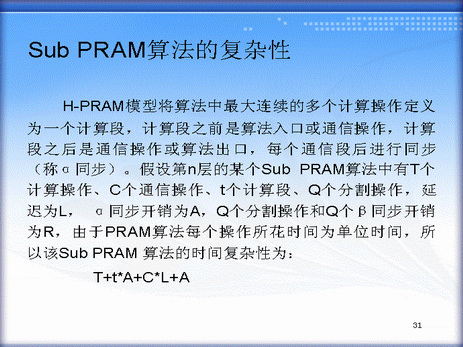 Sub PRAM算法的复杂性
H-PRAM模型将算法中最大连续的多个计算操作定义
为一个计算段，计算段之前是算法入口或通信操作，计算
段之后是通信操作或算法出口，每个通信段后进行同步
（称α同步）。假设第n层的某个Sub PRAM算法中有T个
计算操作、C个通信操作、t个计算段、Q个分割操作，延
迟为L， α同步开销为A，Q个分割操作和Q个β同步开销
为R，由于PRAM算法每个操作所花时间为单位时间，所
以该Sub PRAM 算法的时间复杂性为：
T+t*A+C*L+A
31